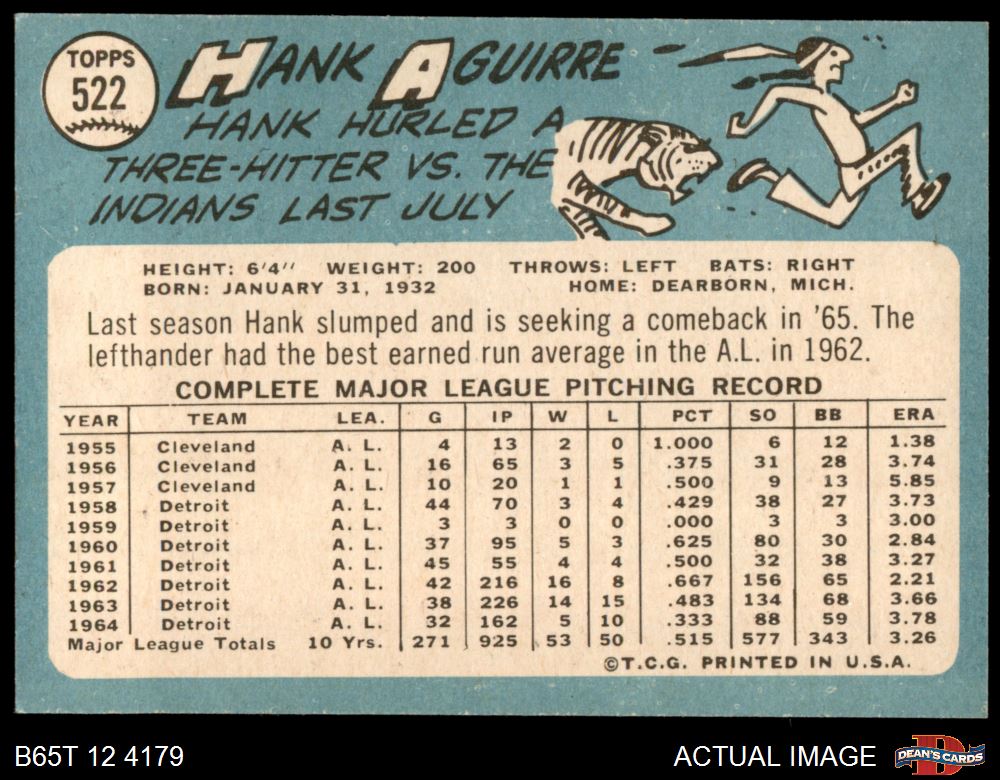 TOPPS
522
HANK AGUIRRE
HANK HURLED A
THREE-HITTER VS. THE
INDIANS LAST JULY
HEIGHT: 6'4" WEIGHT: 200 THROWS: LEFT BATS: RIGHT
BORN: JANUARY 31, 1932 HOME: DEARBORN, MICH.
Last season Hank slumped and is seeking a comeback in '65. The
lefthander had the best earned run average in the A.L. in 1962.
COMPLETE MAJOR LEAGUE PITCHING RECORD
YEAR TEAM LEA. G IP W L PCT SO BB ERA
1955 Cleveland A. L. 4 13 2 0 1.000 6 12 1.38
1956 Cleveland A. L. 16 65 3 5 .375 31 28 3.74
1957 Cleveland A. L. 10 20 1 1 .500 9 13 5.85
1958 Detroit A. L. 44 70 3 4 .429 38 27 3.73
1959 Detroit A. L. 3 3 0 0 .000 3 3 3.00
1960 Detroit A. L. 37 95 5 3 .625 80 30 2.84
1961 Detroit A. L. 45 55 4 4 .500 32 38 3.27
1962 Detroit A. L. 42 216 16 8 .667 156 65 2.21
1963 Detroit A. L. 38 226 14 15 .483 134 68 3.66
1964 Detroit A. L. 32 162 5 10 .333 88 59 3.78
Major League Totals 10 Yrs. 271 925 53 50 .515 577 343 3.26
©T.C.G. PRINTED IN U.S.A.
B65T 12 4179 ACTUAL IMAGE DEAN'S CARDS